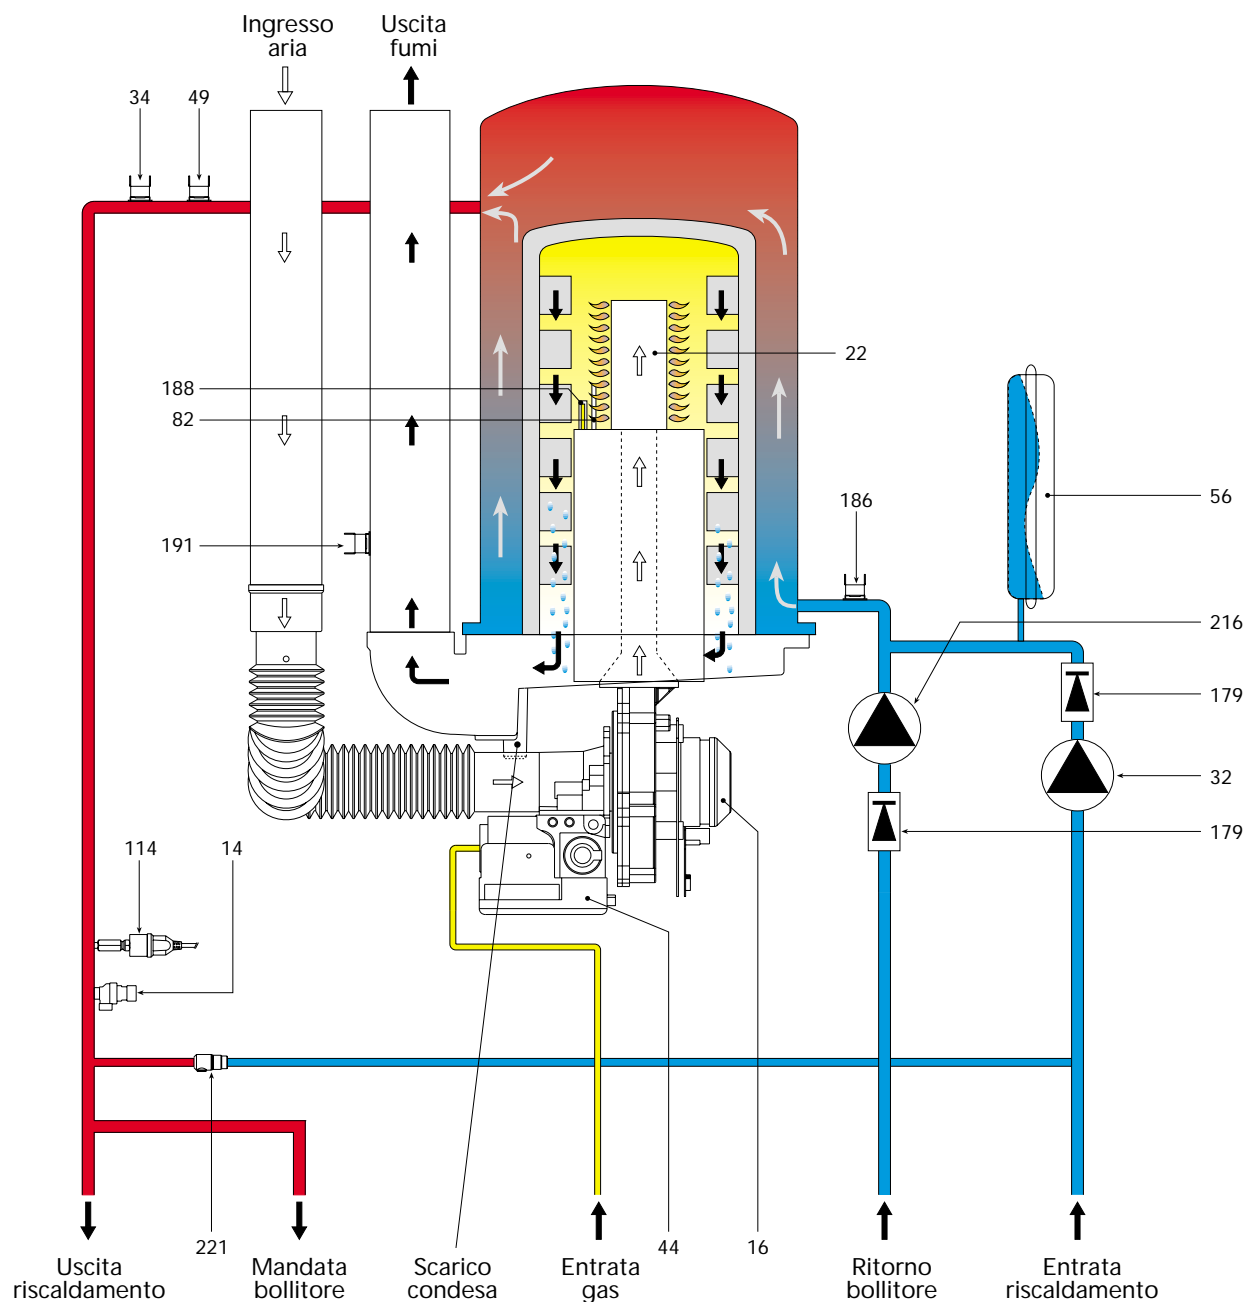 Ingresso
aria
Uscita
fumi
34
49
22
188
82
56
186
191
216
179
32
179
114
14
221
44
16
Uscita
riscaldamento
Mandata
bollitore
Scarico
condesa
Entrata
gas
Ritorno
bollitore
Entrata
riscaldamento